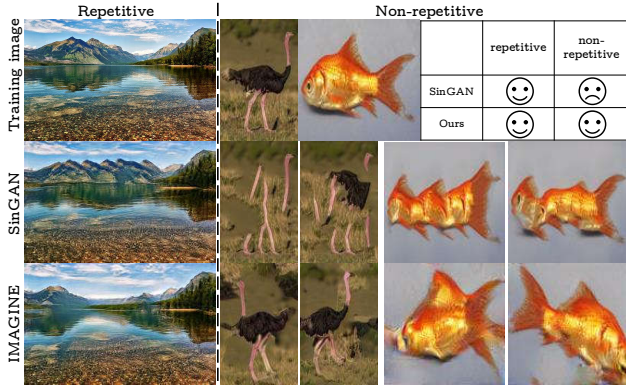 Repetitive
Non-repetitive
Training image
repetitive
non-
repetitive
SinGAN
Ours
SinGAN
IMAGINE